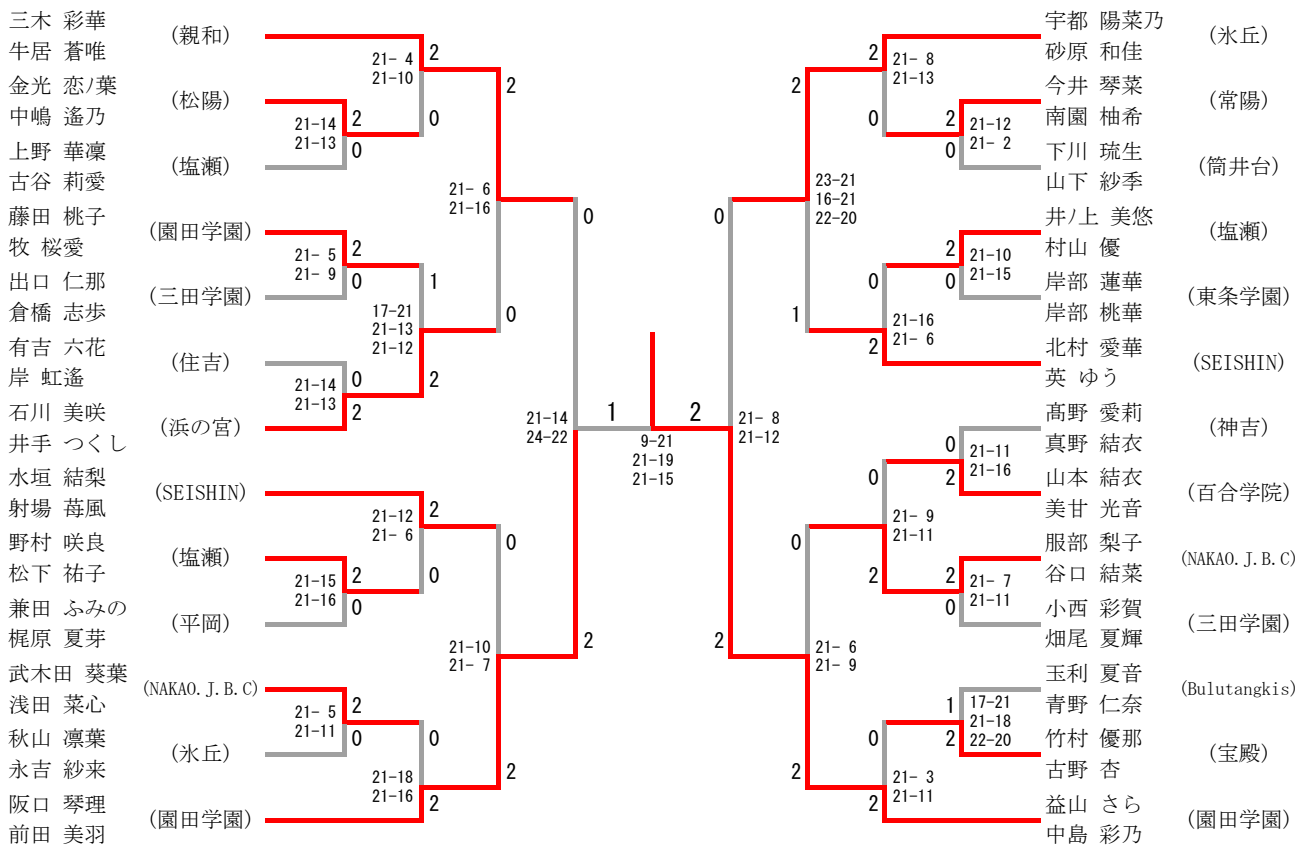 三木 彩華
牛居 蒼唯
(親和)
金光 恋ノ葉
中嶋 遙乃
(松陽)
上野 華凜
古谷 莉愛
(塩瀬)
藤田 桃子
牧 桜愛
(園田学園)
出口 仁那
倉橋 志歩
(三田学園)
有吉 六花
岸 虹遙
(住吉)
石川 美咲
井手 つくし
(浜の宮)
水垣 結梨
射場 苺風
(SEISHIN)
野村 咲良
松下 祐子
(塩瀬)
兼田 ふみの
梶原 夏芽
(平岡)
武木田 葵葉
浅田 菜心
(NAKAO.J.B.C)
秋山 凛葉
永吉 紗来
(氷丘)
阪口 琴理
前田 美羽
(園田学園)
21- 4
21-10
2
0
21-14
21-13
2
0
21- 5
21- 9
2
0
21-14
21-13
0
2
17-21
21-13
21-12
1
2
21- 6
21-16
2
0
21-12
21- 6
2
0
21-15
21-16
2
0
21- 5
21-11
2
0
21-18
21-16
0
2
21-10
21- 7
0
2
21-14
24-22
0
2
1
2
9-21
21-19
21-15
21- 8
21-12
0
2
23-21
16-21
22-20
2
1
21- 8
21-13
2
0
21-12
21- 2
2
0
21-10
21-15
2
0
21-16
21- 6
0
2
21- 6
21- 9
0
2
21-11
21-16
0
2
21- 9
21-11
0
2
21- 7
21-11
2
0
17-21
21-18
22-20
1
2
21- 3
21-11
0
2
宇都 陽菜乃
砂原 和佳
(氷丘)
今井 琴菜
南園 柚希
(常陽)
下川 琉生
山下 紗季
(筒井台)
井ノ上 美悠
村山 優
(塩瀬)
岸部 蓮華
岸部 桃華
(東条学園)
北村 愛華
英 ゆう
(SEISHIN)
髙野 愛莉
真野 結衣
(神吉)
山本 結衣
美甘 光音
(百合学院)
服部 梨子
谷口 結菜
(NAKAO.J.B.C)
小西 彩賀
畑尾 夏輝
(三田学園)
玉利 夏音
青野 仁奈
(Bulutangkis)
竹村 優那
古野 杏
(宝殿)
益山 さら
中島 彩乃
(園田学園)